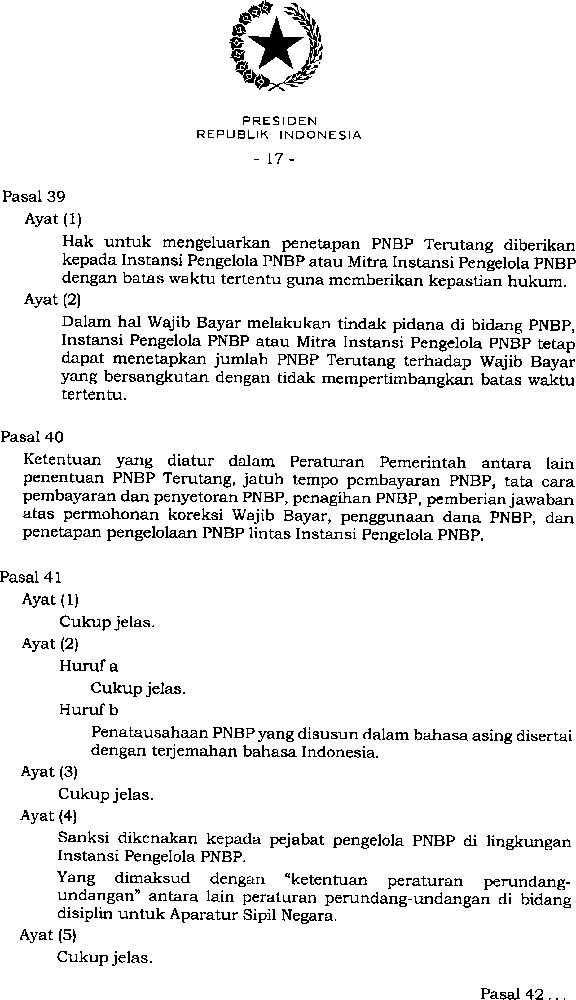 PRESIDEN
REPUBLIK INDONESIA
- 17 -
Pasal 39
Ayat (1)
Hak untuk mengeluarkan penetapan PNBP Terutang diberikan
kepada Instansi Pengelola PNBP atau Mitra Instansi Pengelola PNBP
dengan batas waktu tertentu guna memberikan kepastian hukum.
Ayat (2)
Dalam hal Wajib Bayar melakukan tindak pidana di bidang PNBP,
Instansi Pengelola PNBP atau Mitra Instansi Pengelola PNBP tetap
dapat menetapkan jumlah PNBP Terutang terhadap Wajib Bayar
yang bersangkutan dengan tidak mempertimbangkan batas waktu
tertentu.
Pasal 40
Ketentuan yang diatur dalam Peraturan Pemerintah antara lain
penentuan PNBP Terutang, jatuh tempo pembayaran PNBP, tata cara
pembayaran dan penyetoran PNBP, penagihan PNBP, pemberian jawaban
atas permohonan koreksi Wajib Bayar, penggunaan dana PNBP, dan
penetapan pengelolaan PNBP lintas Instansi Pengelola PNBP.
Pasal 41
Ayat (1)
Cukup jelas.
Ayat (2)
Huruf a
Cukup jelas.
Huruf b
Penatausahaan PNBP yang disusun dalam bahasa asing disertai
dengan terjemahan bahasa Indonesia.
Ayat (3)
Cukup jelas.
Ayat (4)
Sanksi dikenakan kepada pejabat pengelola PNBP di lingkungan
Instansi Pengelola PNBP.
Yang dimaksud dengan “ketentuan peraturan perundang-
undangan” antara lain peraturan perundang-undangan di bidang
disiplin untuk Aparatur Sipil Negara.
Ayat (5)
Cukup jelas.
Pasal 42 . . .